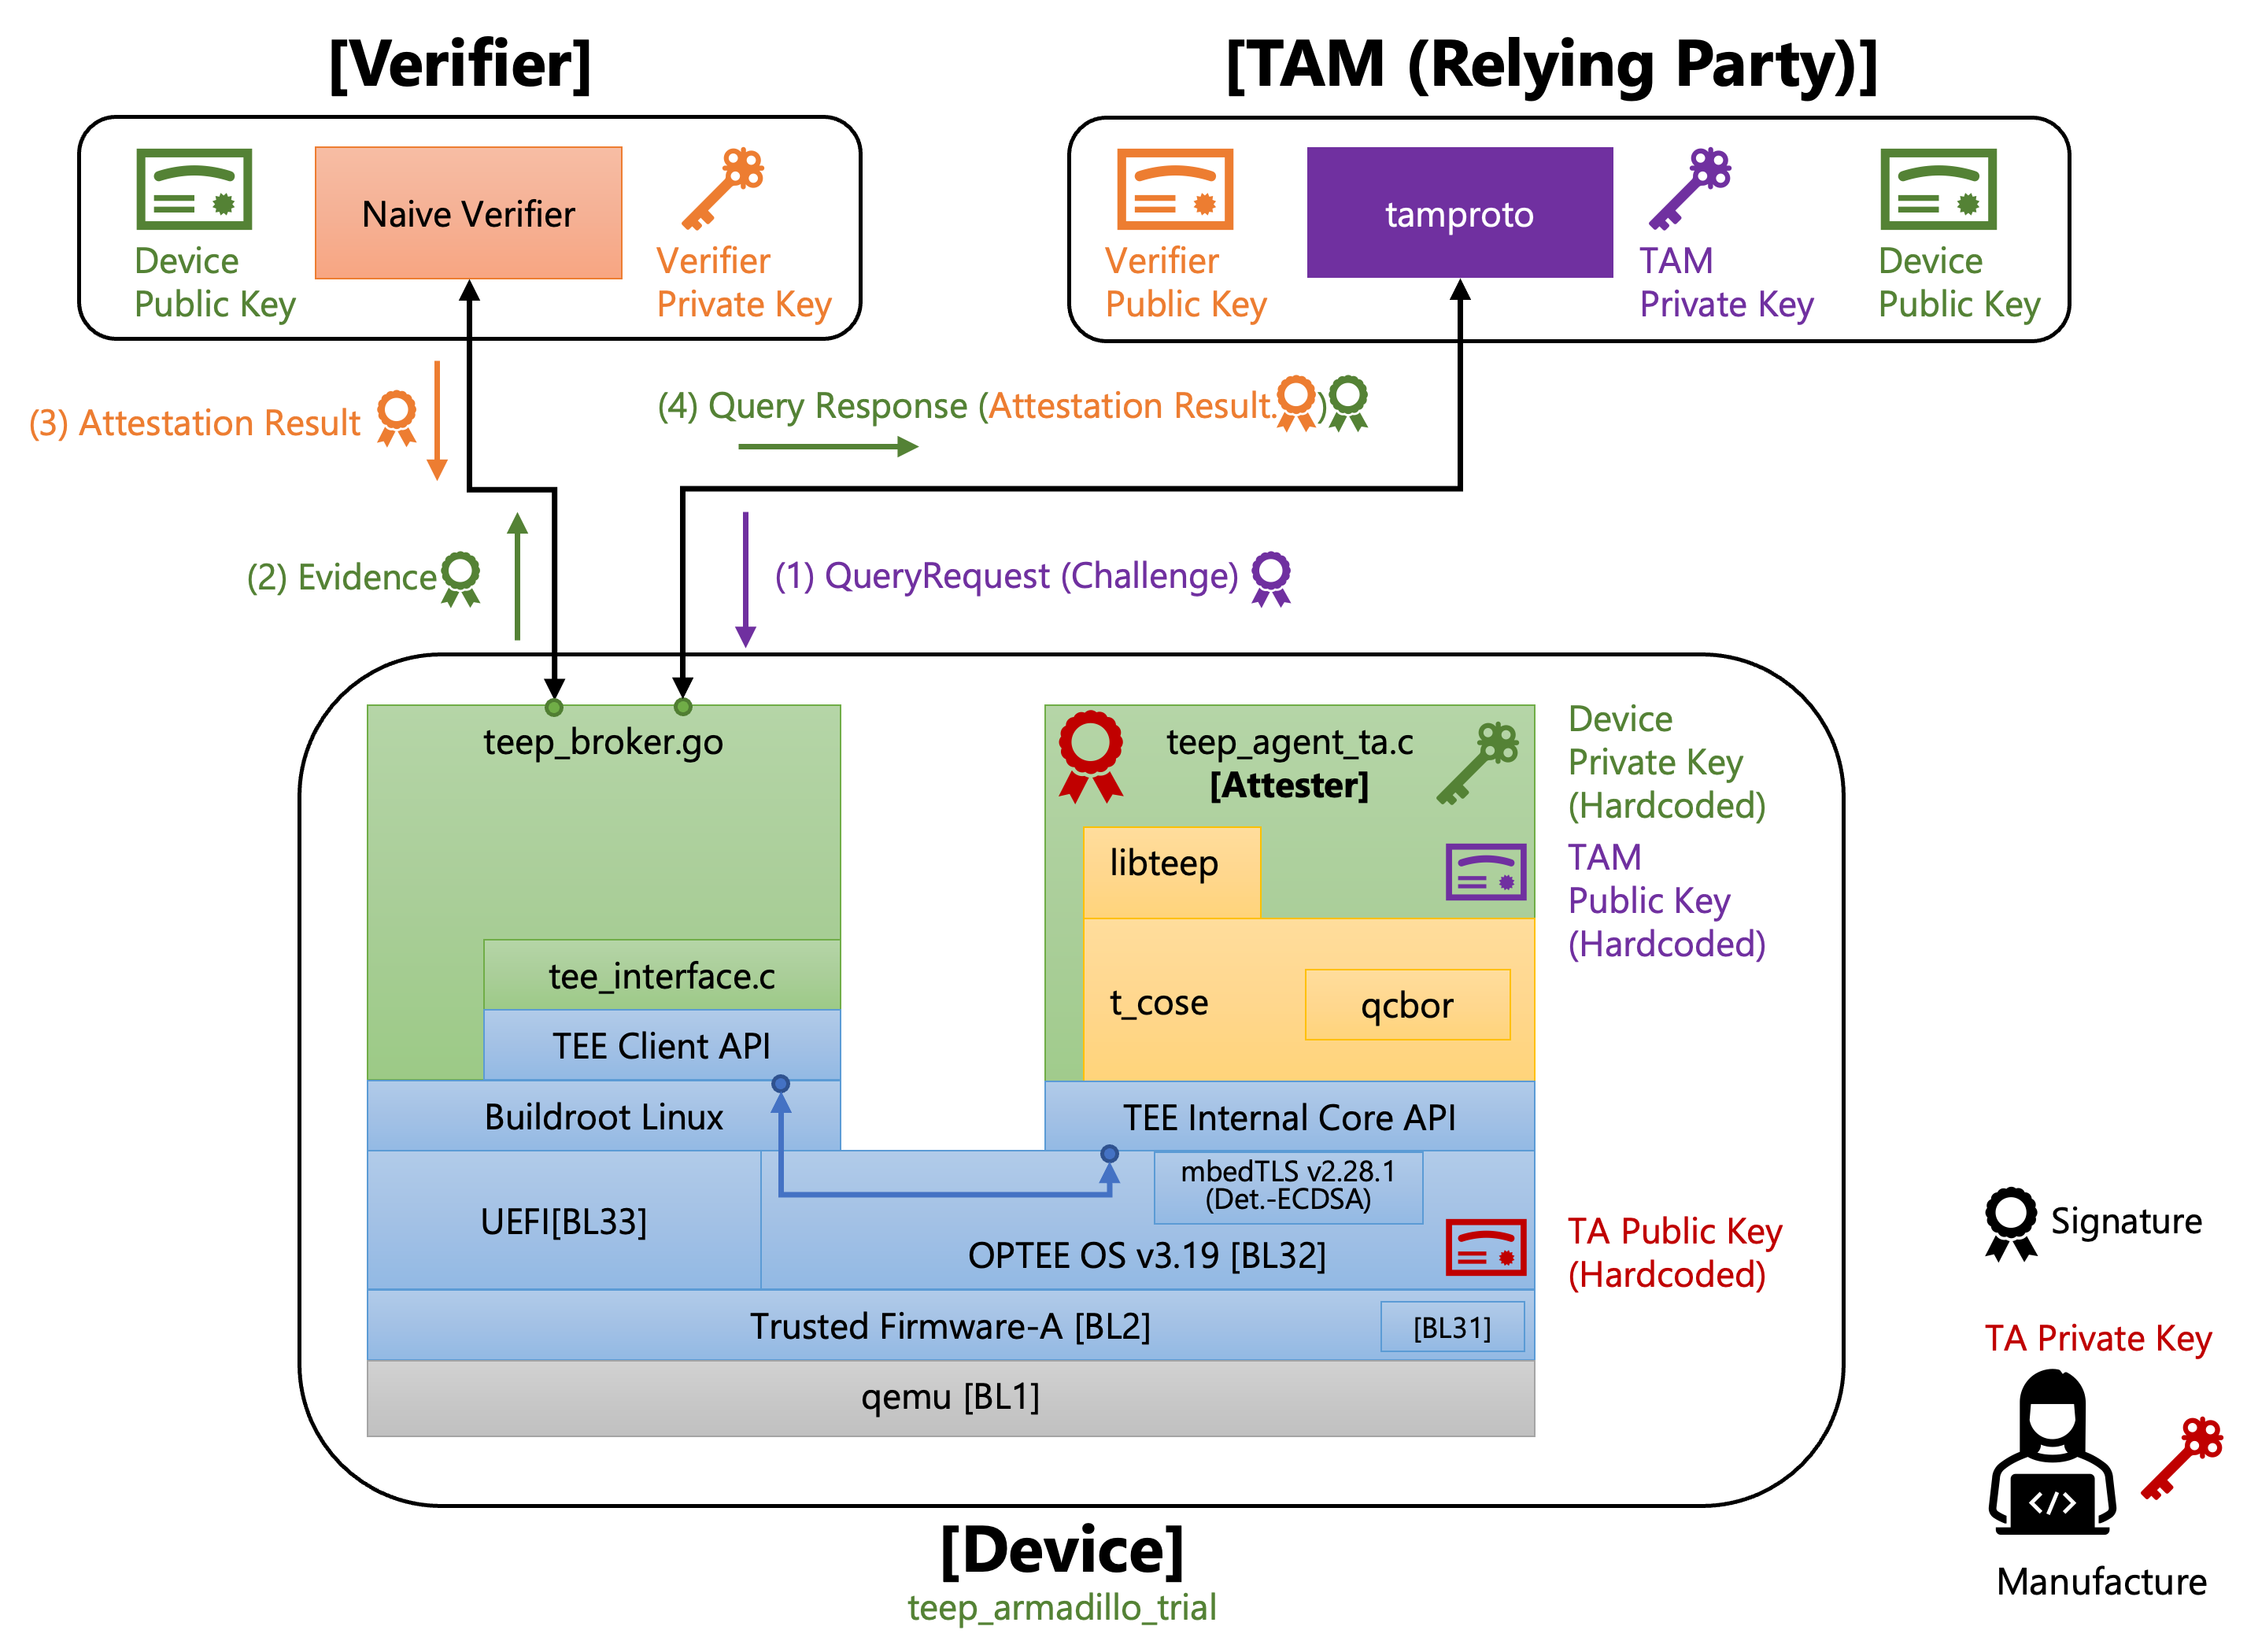 [Verifier]
[TAM (Relying Party)]
Device
Public Key
Naive Verifier
Verifier
Private Key
Verifier
Public Key
tamproto
TAM
Private Key
Device
Public Key
(3) Attestation Result
(4) Query Response (Attestation Result. )
(2) Evidence
(1) QueryRequest (Challenge)
teep_broker.go
tee_interface.c
TEE Client API
Buildroot Linux
teep_agent_ta.c
[Attester]
libteep
t_cose
qcbor
TEE Internal Core API
Device
Private Key
(Hardcoded)
TAM
Public Key
(Hardcoded)
mbedTLS v2.28.1
(Det.-ECDSA)
UEFI[BL33]
OPTEE OS v3.19 [BL32]
TA Public Key
(Hardcoded)
Trusted Firmware-A [BL2]
[BL31]
qemu [BL1]
Signature
TA Private Key
</>
Manufacture
[Device]
teep_armadillo_trial